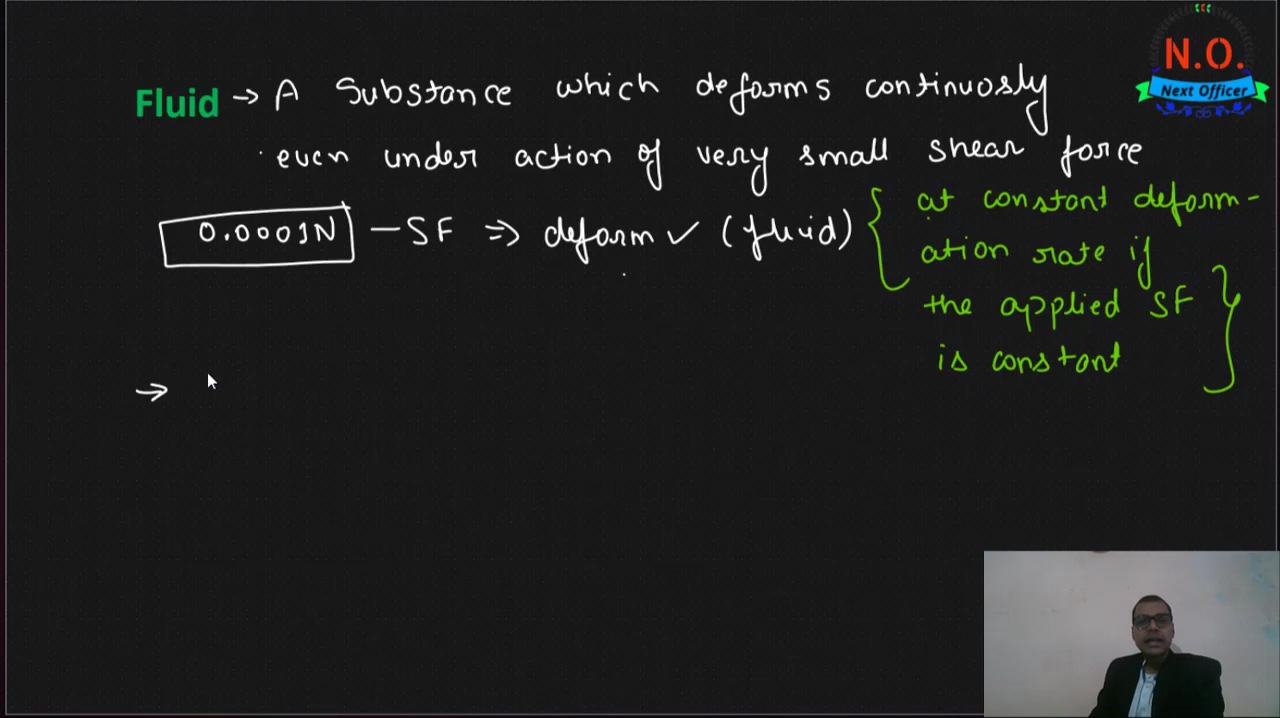 N.O.
Next Officer
Fluid → A Substance which deforms continuously
even under action of very small shear force
0.0001N — SF ⇒ deform ✓ (fluid)
{ at constant deform-
ation rate if
the applied SF }
is constant
→